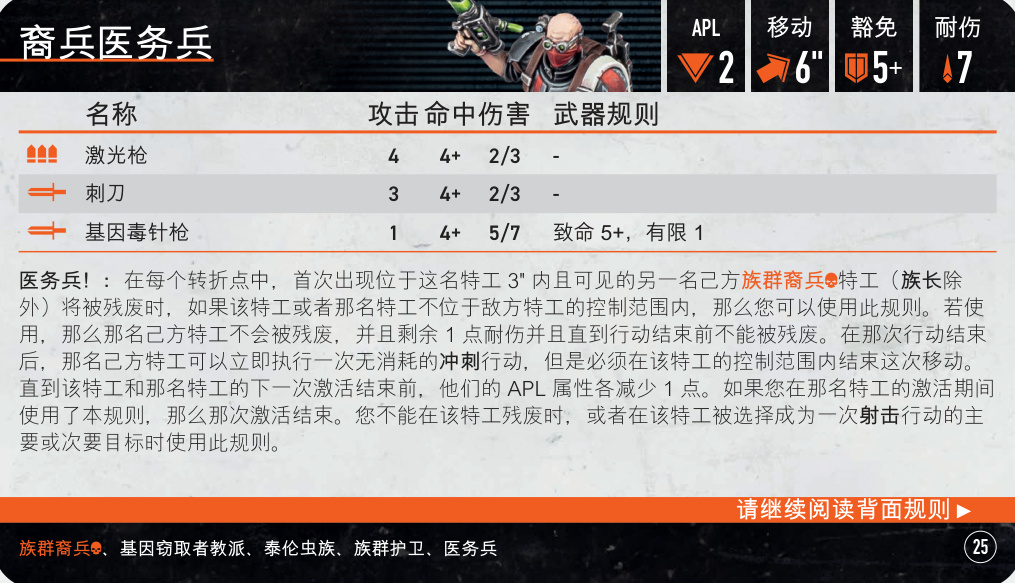 裔兵医务兵
APL 移动 豁免 耐伤
2 6" 5+ 7
名称 攻击 命中 伤害 武器规则
激光枪 4 4+ 2/3 -
刺刀 3 4+ 2/3 -
基因毒针枪 1 4+ 5/7 致命 5+，有限 1
医务兵！：在每个转折点中，首次出现位于这名特工 3" 内且可见的另一名己方族群裔兵特工（族长除
外）将被残废时，如果该特工或者那名特工不位于敌方特工的控制范围内，那么您可以使用此规则。若使
用，那么那名己方特工不会被残废，并且剩余 1 点耐伤并且直到行动结束前不能被残废。在那次行动结束
后，那名己方特工可以立即执行一次无消耗的冲刺行动，但是必须在该特工的控制范围内结束这次移动。
直到该特工和那名特工的下一次激活结束前，他们的 APL 属性各减少 1 点。如果您在那名特工的激活期间
使用了本规则，那么那次激活结束。您不能在该特工残废时，或者在该特工被选择成为一次射击行动的主
要或次要目标时使用此规则。
请继续阅读背面规则
族群裔兵、基因窃取者教派、泰伦虫族、族群护卫、医务兵
25